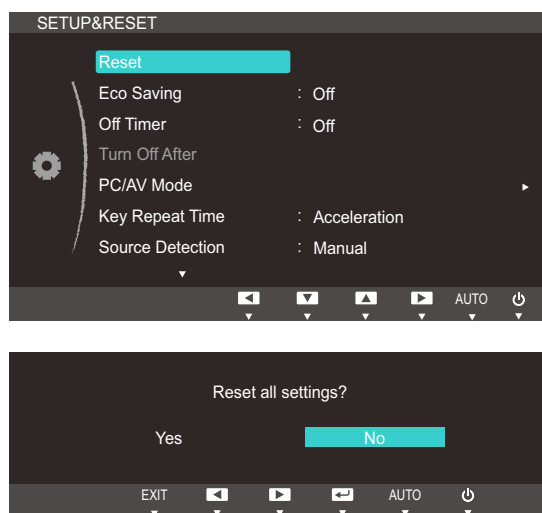 SETUP&RESET
Reset
Eco Saving : Off
Off Timer : Off
Turn Off After
PC/AV Mode
Key Repeat Time : Acceleration
Source Detection : Manual
AUTO
Reset all settings?
Yes No
EXIT AUTO